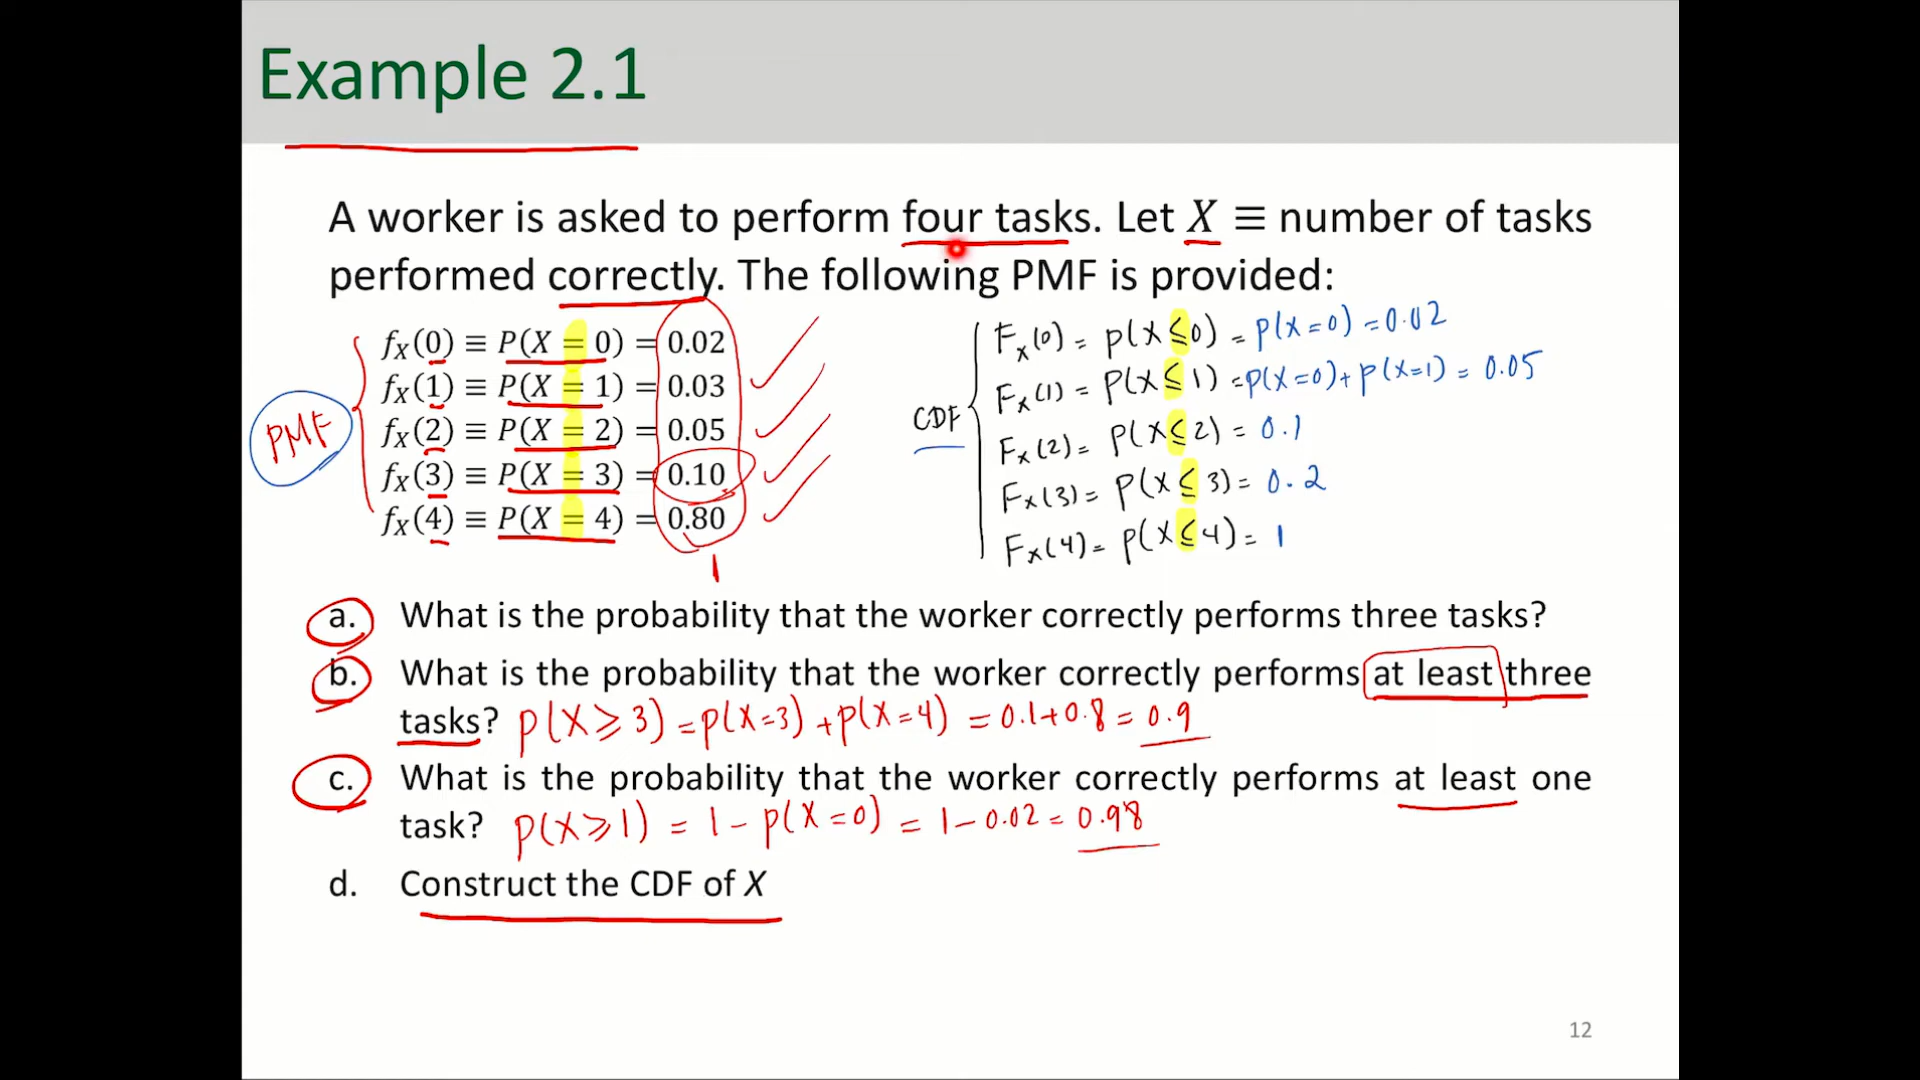 Example 2.1
A worker is asked to perform four tasks. Let X ≡ number of tasks
performed correctly. The following PMF is provided:
PMF
fX(0) ≡ P(X = 0) = 0.02
fX(1) ≡ P(X = 1) = 0.03
fX(2) ≡ P(X = 2) = 0.05
fX(3) ≡ P(X = 3) = 0.10
fX(4) ≡ P(X = 4) = 0.80
1
CDF
Fx(0) = P(X ≤ 0) = P(X = 0) = 0.02
Fx(1) = P(X ≤ 1) = P(X=0) + P(X=1) = 0.05
Fx(2) = P(X ≤ 2) = 0.1
Fx(3) = P(X ≤ 3) = 0.2
Fx(4) = P(X ≤ 4) = 1
a. What is the probability that the worker correctly performs three tasks?
b. What is the probability that the worker correctly performs at least three
tasks? P(X ≥ 3) = P(X=3) + P(X=4) = 0.1+0.8 = 0.9
c. What is the probability that the worker correctly performs at least one
task? P(X ≥ 1) = 1 - P(X=0) = 1 - 0.02 = 0.98
d. Construct the CDF of X
12